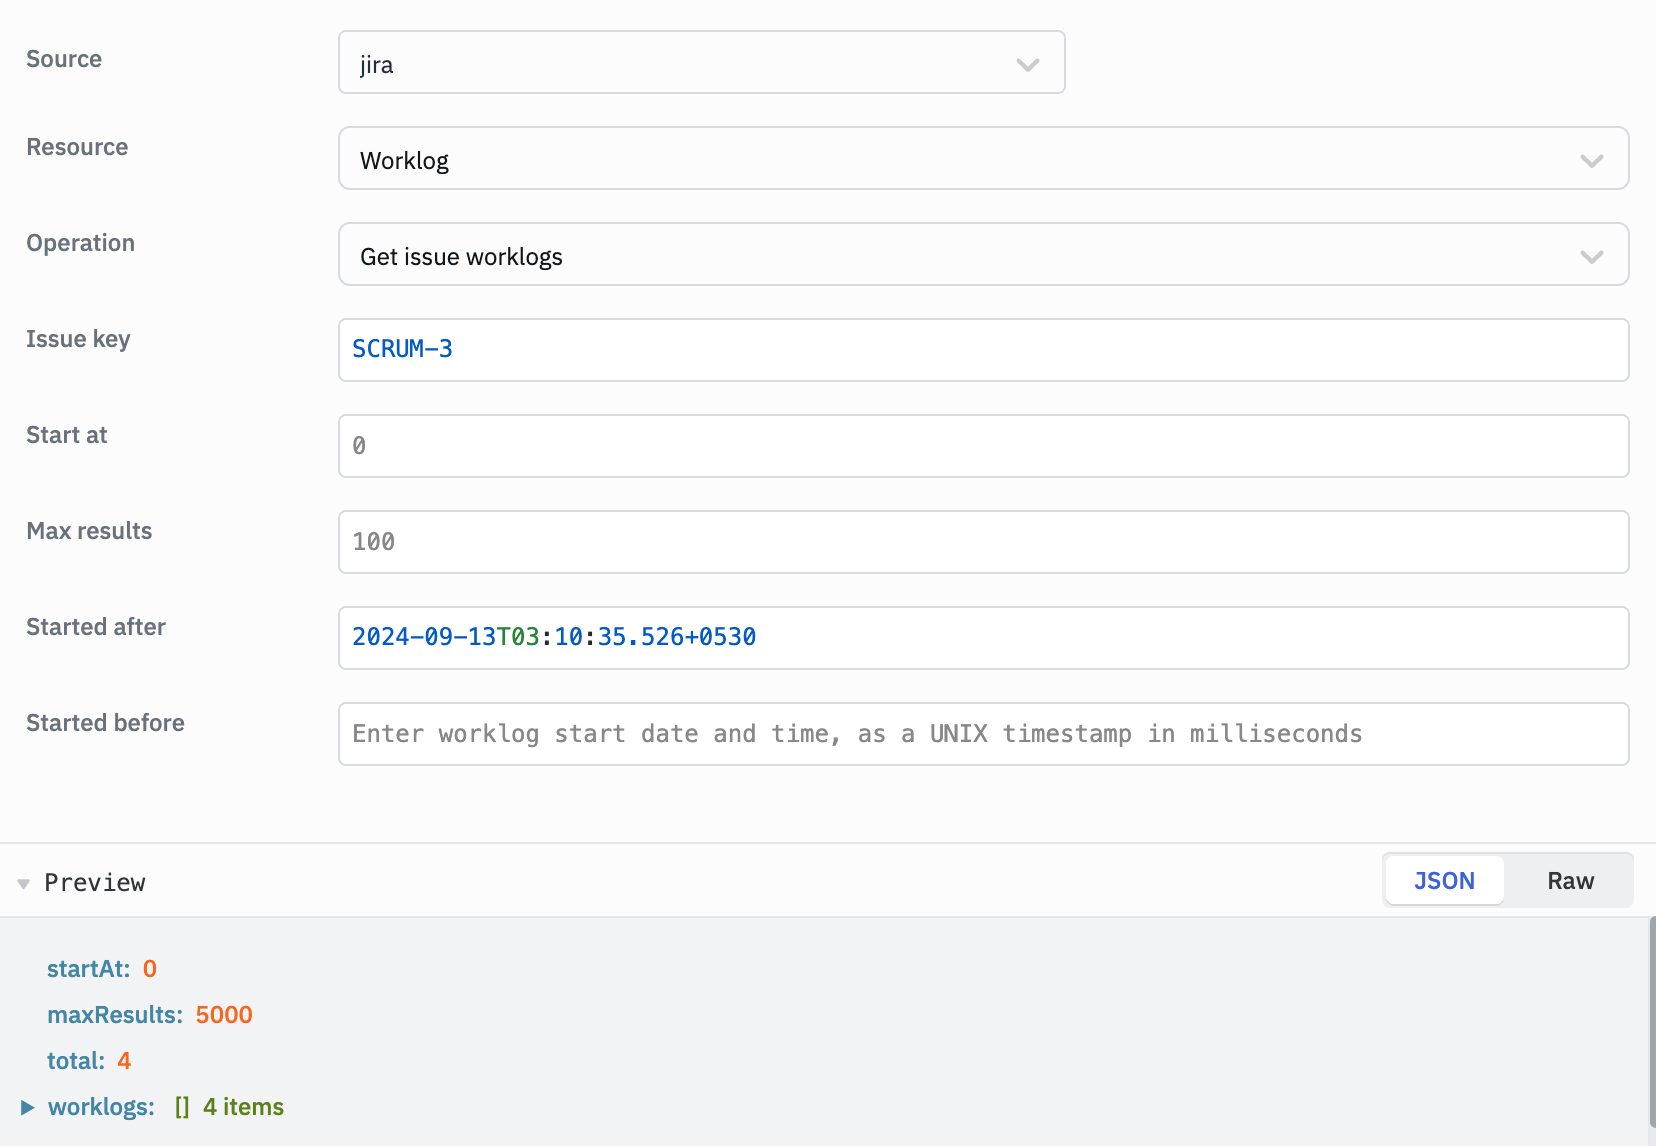 Source
jira
Resource
Worklog
Operation
Get issue worklogs
Issue key
SCRUM-3
Start at
0
Max results
100
Started after
2024-09-13T03:10:35.526+0530
Started before
Enter worklog start date and time, as a UNIX timestamp in milliseconds
Preview
JSON
Raw
startAt: 0
maxResults: 5000
total: 4
worklogs: [] 4 items